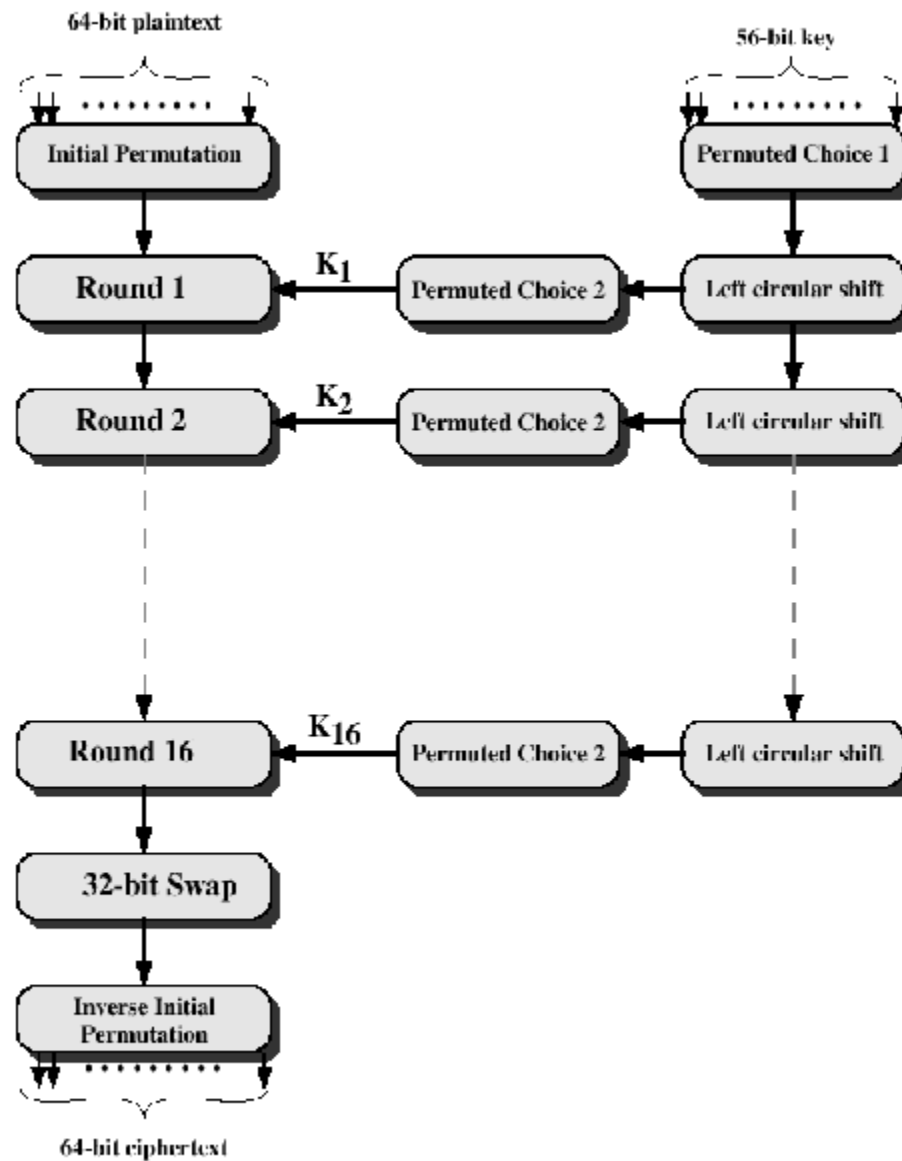 64-bit plaintext
56-bit key
Initial Permutation
Permuted Choice 1
Round 1
K1
Permuted Choice 2
Left circular shift
Round 2
K2
Permuted Choice 2
Left circular shift
Round 16
K16
Permuted Choice 2
Left circular shift
32-bit Swap
Inverse Initial
Permutation
64-bit ciphertext